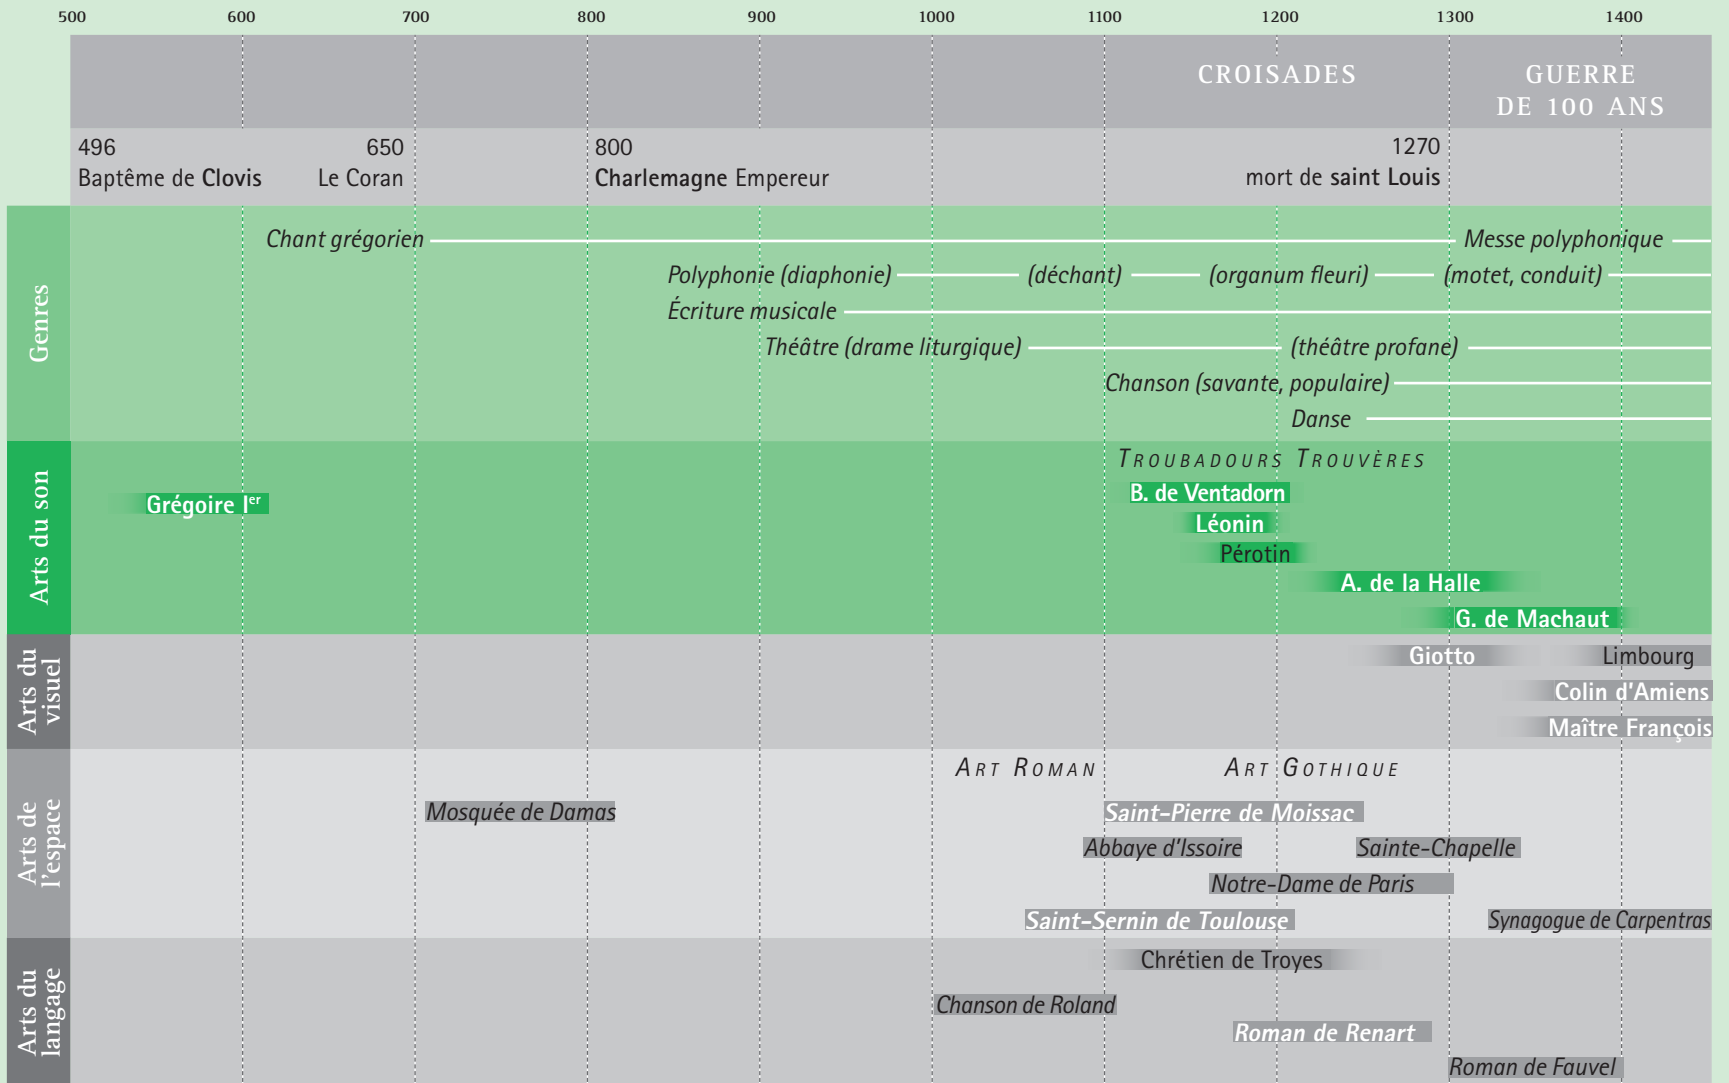 500 600 700 800 900 1000 1100 1200 1300 1400
CROISADES
GUERRE
DE 100 ANS
496
Baptême de Clovis
650
Le Coran
800
Charlemagne Empereur
1270
mort de saint Louis
Genres
Chant grégorien
Messe polyphonique
Polyphonie (diaphonie) (déchant) (organum fleuri) (motet, conduit)
Écriture musicale
Théâtre (drame liturgique) (théâtre profane)
Chanson (savante, populaire)
Danse
Arts du son
TROUBADOURS TROUVÈRES
B. de Ventadorn
Grégoire Ier
Léonin
Pérotin
A. de la Halle
G. de Machaut
Arts du
visuel
Giotto
Limbourg
Colin d'Amiens
Maître François
Arts de
l'espace
ART ROMAN
ART GOTHIQUE
Mosquée de Damas
Saint-Pierre de Moissac
Abbaye d'Issoire
Sainte-Chapelle
Notre-Dame de Paris
Saint-Sernin de Toulouse
Synagogue de Carpentras
Arts du
langage
Chrétien de Troyes
Chanson de Roland
Roman de Renart
Roman de Fauvel